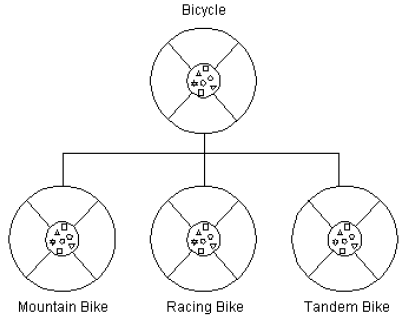 Bicycle
Mountain Bike
Racing Bike
Tandem Bike